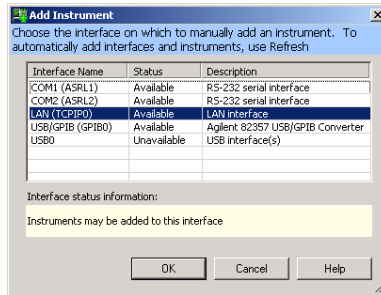 Add Instrument
Choose the interface on which to manually add an instrument. To
automatically add interfaces and instruments, use Refresh
Interface Name Status Description
COM1 (ASRL1) Available RS-232 serial interface
COM2 (ASRL2) Available RS-232 serial interface
LAN (TCPIP0) Available LAN interface
USB/GPIB (GPIB0) Available Agilent 82357 USB/GPIB Converter
USB0 Unavailable USB interface(s)
Interface status information:
Instruments may be added to this interface
OK Cancel Help